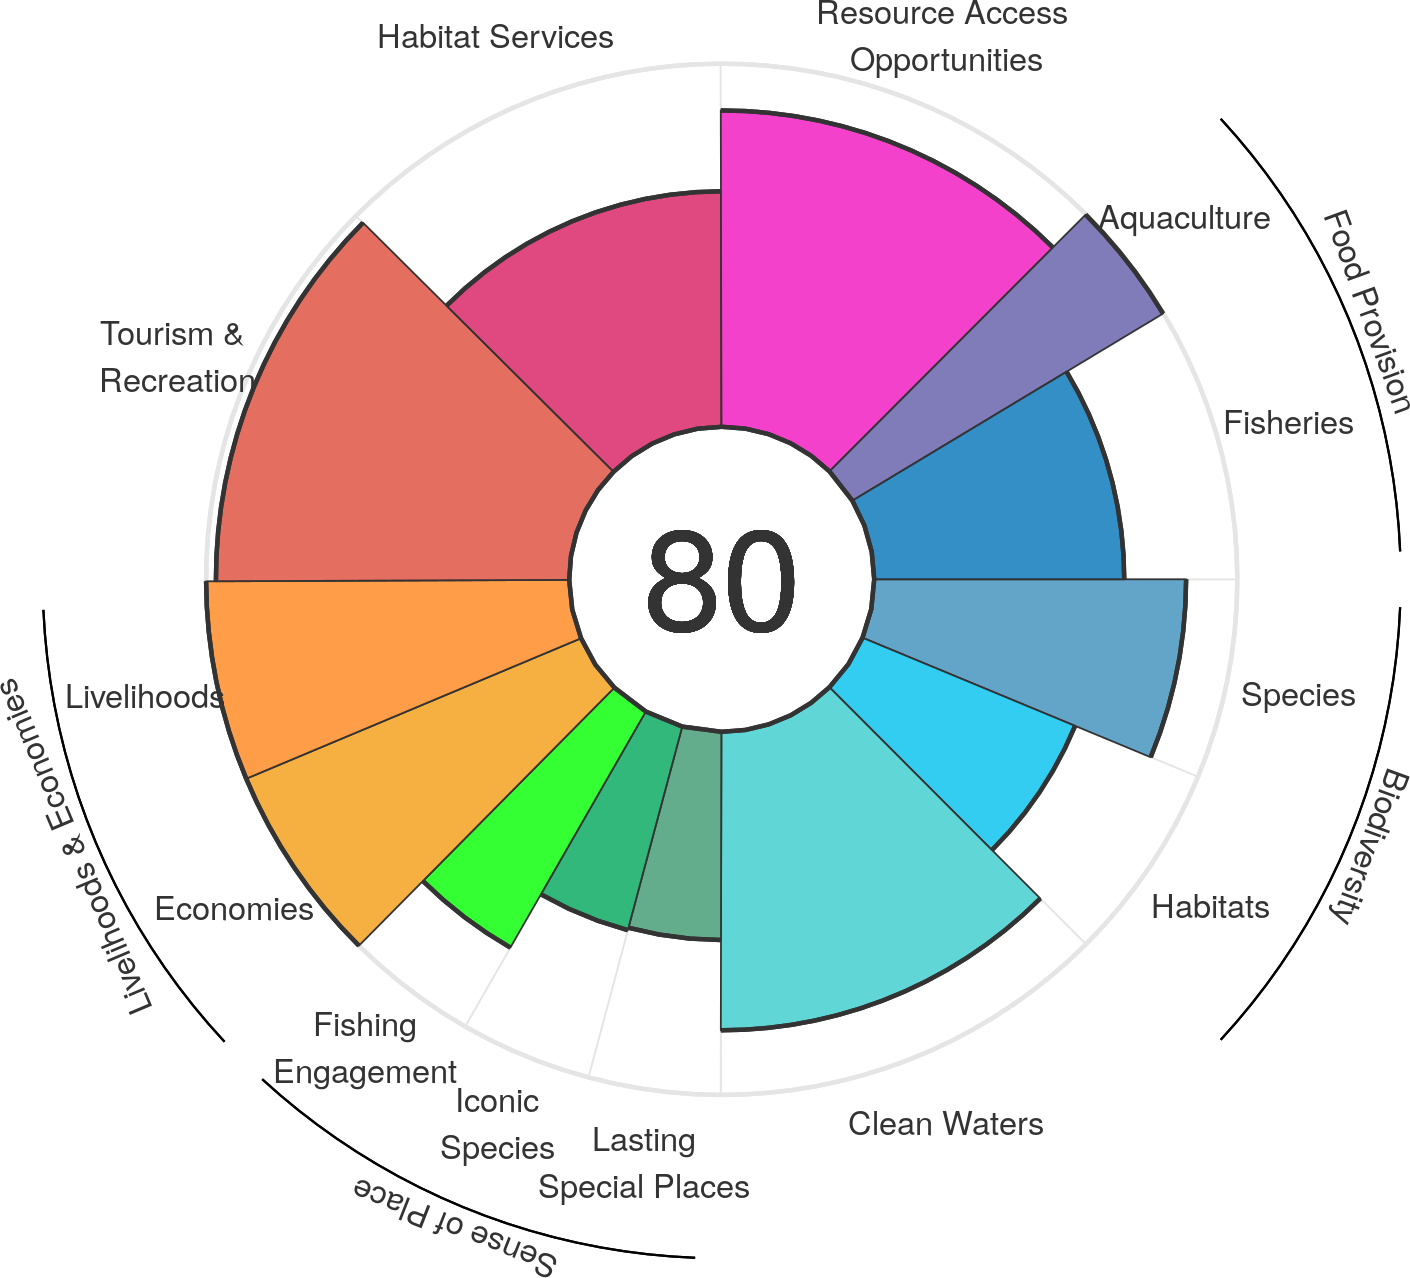 Habitat Services
Resource Access
Opportunities
Aquaculture
Food Provision
Fisheries
Tourism &
Recreation
80
Species
Livelihoods
Livelihoods & Economies
Biodiversity
Habitats
Economies
Fishing
Engagement
Iconic
Species
Lasting
Special Places
Clean Waters
Sense of Place